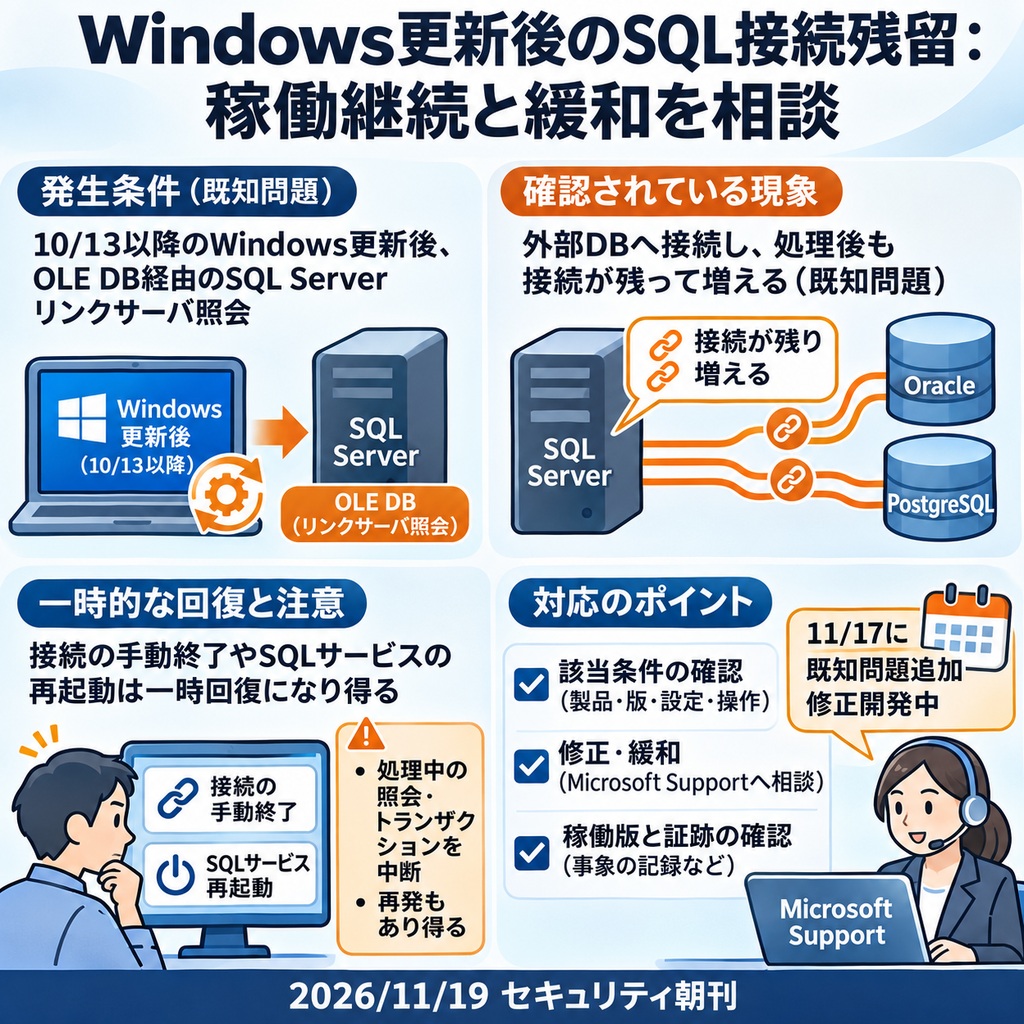 Windows更新後のSQL接続残留：
稼働継続と緩和を相談
発生条件（既知問題）
10/13以降のWindows更新後、
OLE DB経由のSQL Server
リンクサーバ照会
Windows
更新後
（10/13以降）
SQL
Server
OLE DB
（リンクサーバ照会）
確認されている現象
外部DBへ接続し、処理後も
接続が残って増える（既知問題）
接続が残り
増える
SQL
Server
Oracle
PostgreSQL
一時的な回復と注意
接続の手動終了やSQLサービスの
再起動は一時回復になり得る
接続の
手動終了
SQLサービス
再起動
• 処理中の
照会・
トランザク
ションを
中断
• 再発も
あり得る
対応のポイント
該当条件の確認
（製品・版・設定・操作）
修正・緩和
（Microsoft Supportへ相談）
稼働版と証跡の確認
（事象の記録など）
11/17に
既知問題追加
修正開発中
Microsoft
Support
2026/11/19 セキュリティ朝刊